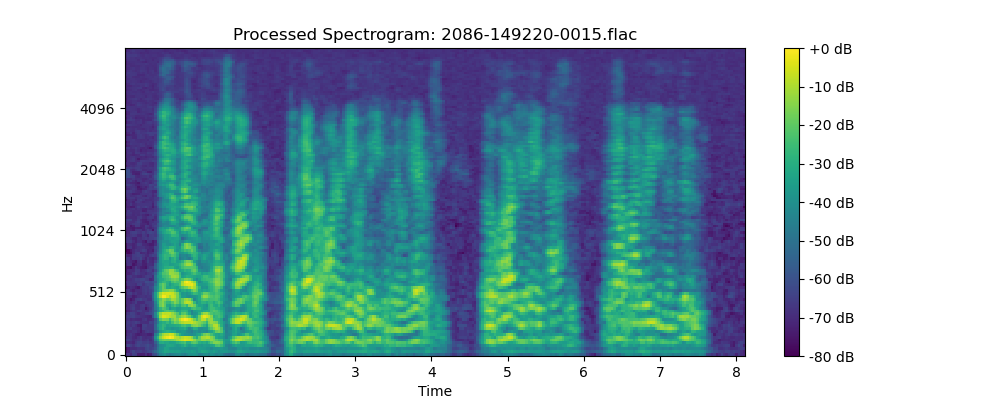 Processed Spectrogram: 2086-149220-0015.flac
Hz
4096
2048
1024
512
0
0 1 2 3 4 5 6 7 8
Time
+0 dB
-10 dB
-20 dB
-30 dB
-40 dB
-50 dB
-60 dB
-70 dB
-80 dB